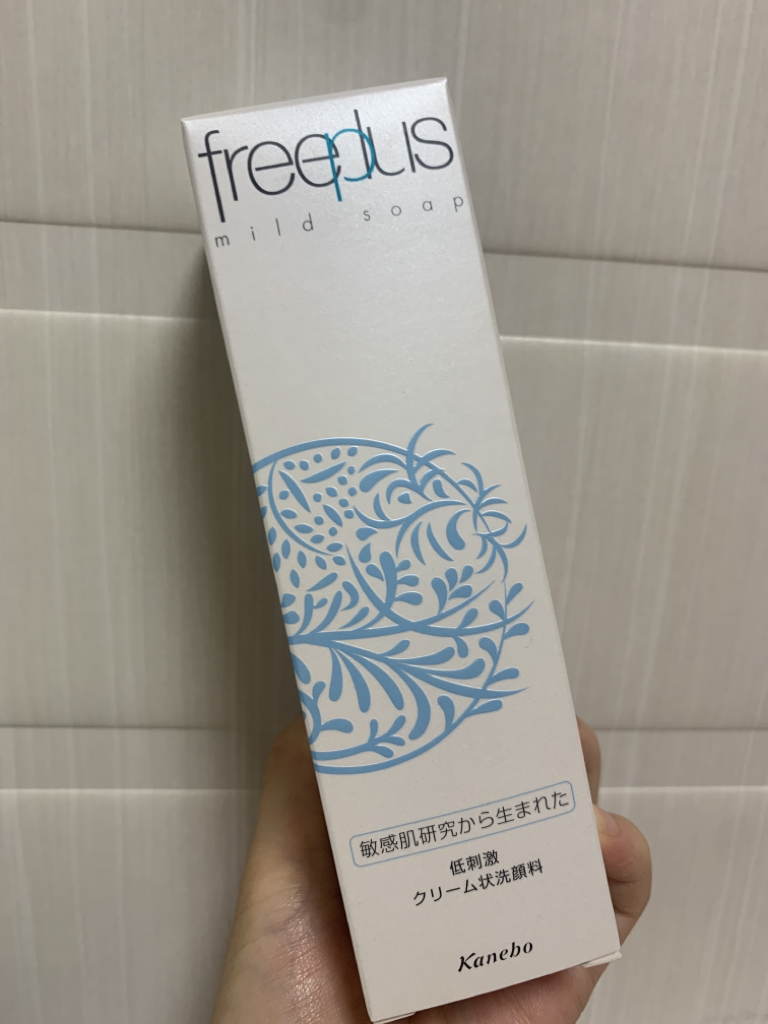 freeplus
mild soap
敏感肌研究から生まれた
低刺激
クリーム状洗顔料
Kanebo